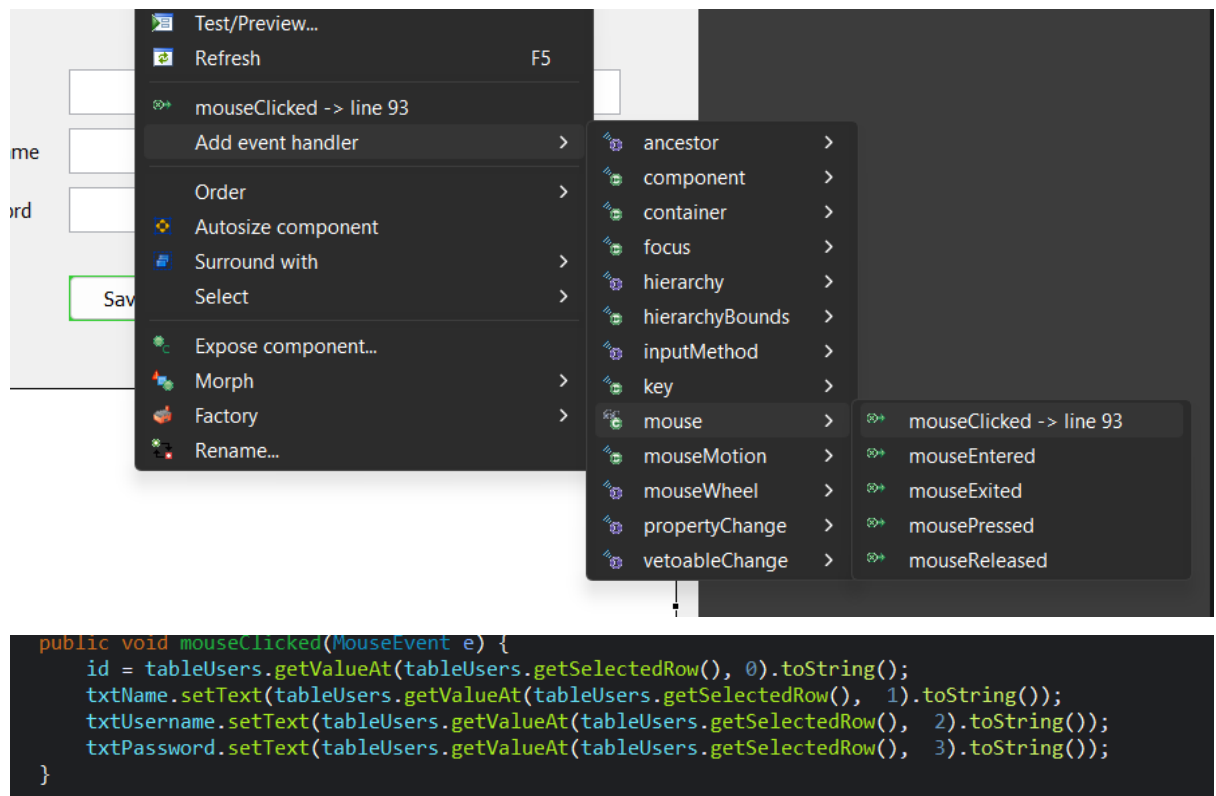 Test/Preview...
Refresh F5
mouseClicked -> line 93
Add event handler
Order
Autosize component
Surround with
Select
Expose component...
Morph
Factory
Rename...
ame
ord
Sav
ancestor
component
container
focus
hierarchy
hierarchyBounds
inputMethod
key
mouse
mouseMotion
mouseWheel
propertyChange
vetoableChange
mouseClicked -> line 93
mouseEntered
mouseExited
mousePressed
mouseReleased
public void mouseClicked(MouseEvent e) {
    id = tableUsers.getValueAt(tableUsers.getSelectedRow(), 0).toString();
    txtName.setText(tableUsers.getValueAt(tableUsers.getSelectedRow(),  1).toString());
    txtUsername.setText(tableUsers.getValueAt(tableUsers.getSelectedRow(),  2).toString());
    txtPassword.setText(tableUsers.getValueAt(tableUsers.getSelectedRow(),  3).toString());
}